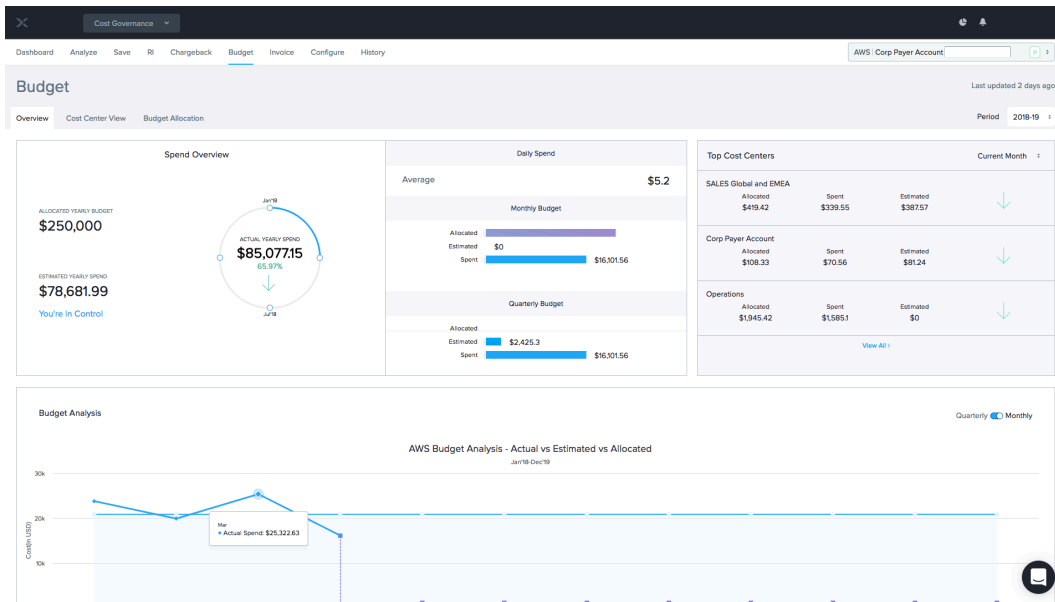 Cost Governance
Dashboard Analyze Save RI Chargeback Budget Invoice Configure History
AWS | Corp Payer Account
P
Budget
Last updated 2 days ago
Overview Cost Center View Budget Allocation
Period 2018-19
Spend Overview
ALLOCATED YEARLY BUDGET
$250,000
ESTIMATED YEARLY SPEND
$78,681.99
You're in Control
Jan'18
ACTUAL YEARLY SPEND
$85,077.15
65.97%
Jul'18
Daily Spend
Average $5.2
Monthly Budget
Allocated
Estimated $0
Spent $16,101.56
Quarterly Budget
Allocated
Estimated $2,425.3
Spent $16,101.56
Top Cost Centers Current Month
SALES Global and EMEA
Allocated Spent Estimated
$419.42 $339.55 $387.57
Corp Payer Account
Allocated Spent Estimated
$108.33 $70.56 $81.24
Operations
Allocated Spent Estimated
$1,945.42 $1,585.1 $0
View All ›
Budget Analysis
Quarterly Monthly
AWS Budget Analysis - Actual vs Estimated vs Allocated
Jan'18-Dec'19
30k
20k
10k
Cost(in USD)
Mar
Actual Spend: $25,322.63